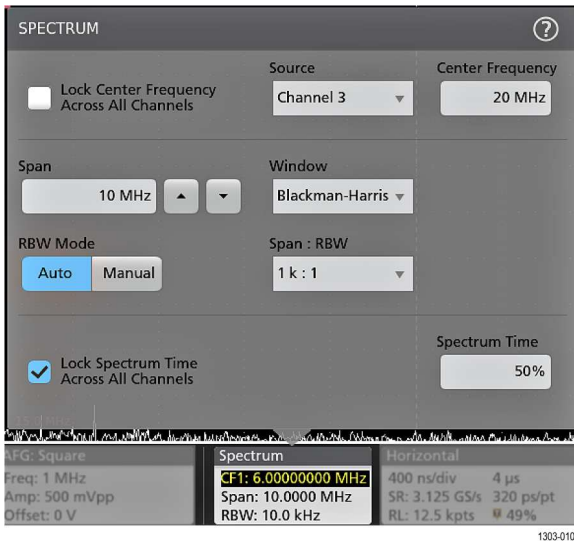 SPECTRUM
?
Lock Center Frequency
Across All Channels
Source
Channel 3
Center Frequency
20 MHz
Span
10 MHz
Window
Blackman-Harris
RBW Mode
Auto
Manual
Span : RBW
1 k : 1
Lock Spectrum Time
Across All Channels
Spectrum Time
50%
AFG: Square
Freq: 1 MHz
Amp: 500 mVpp
Offset: 0 V
Spectrum
CF1: 6.00000000 MHz
Span: 10.0000 MHz
RBW: 10.0 kHz
Horizontal
400 ns/div 4 µs
SR: 3.125 GS/s 320 ps/pt
RL: 12.5 kpts 49%
1303-010